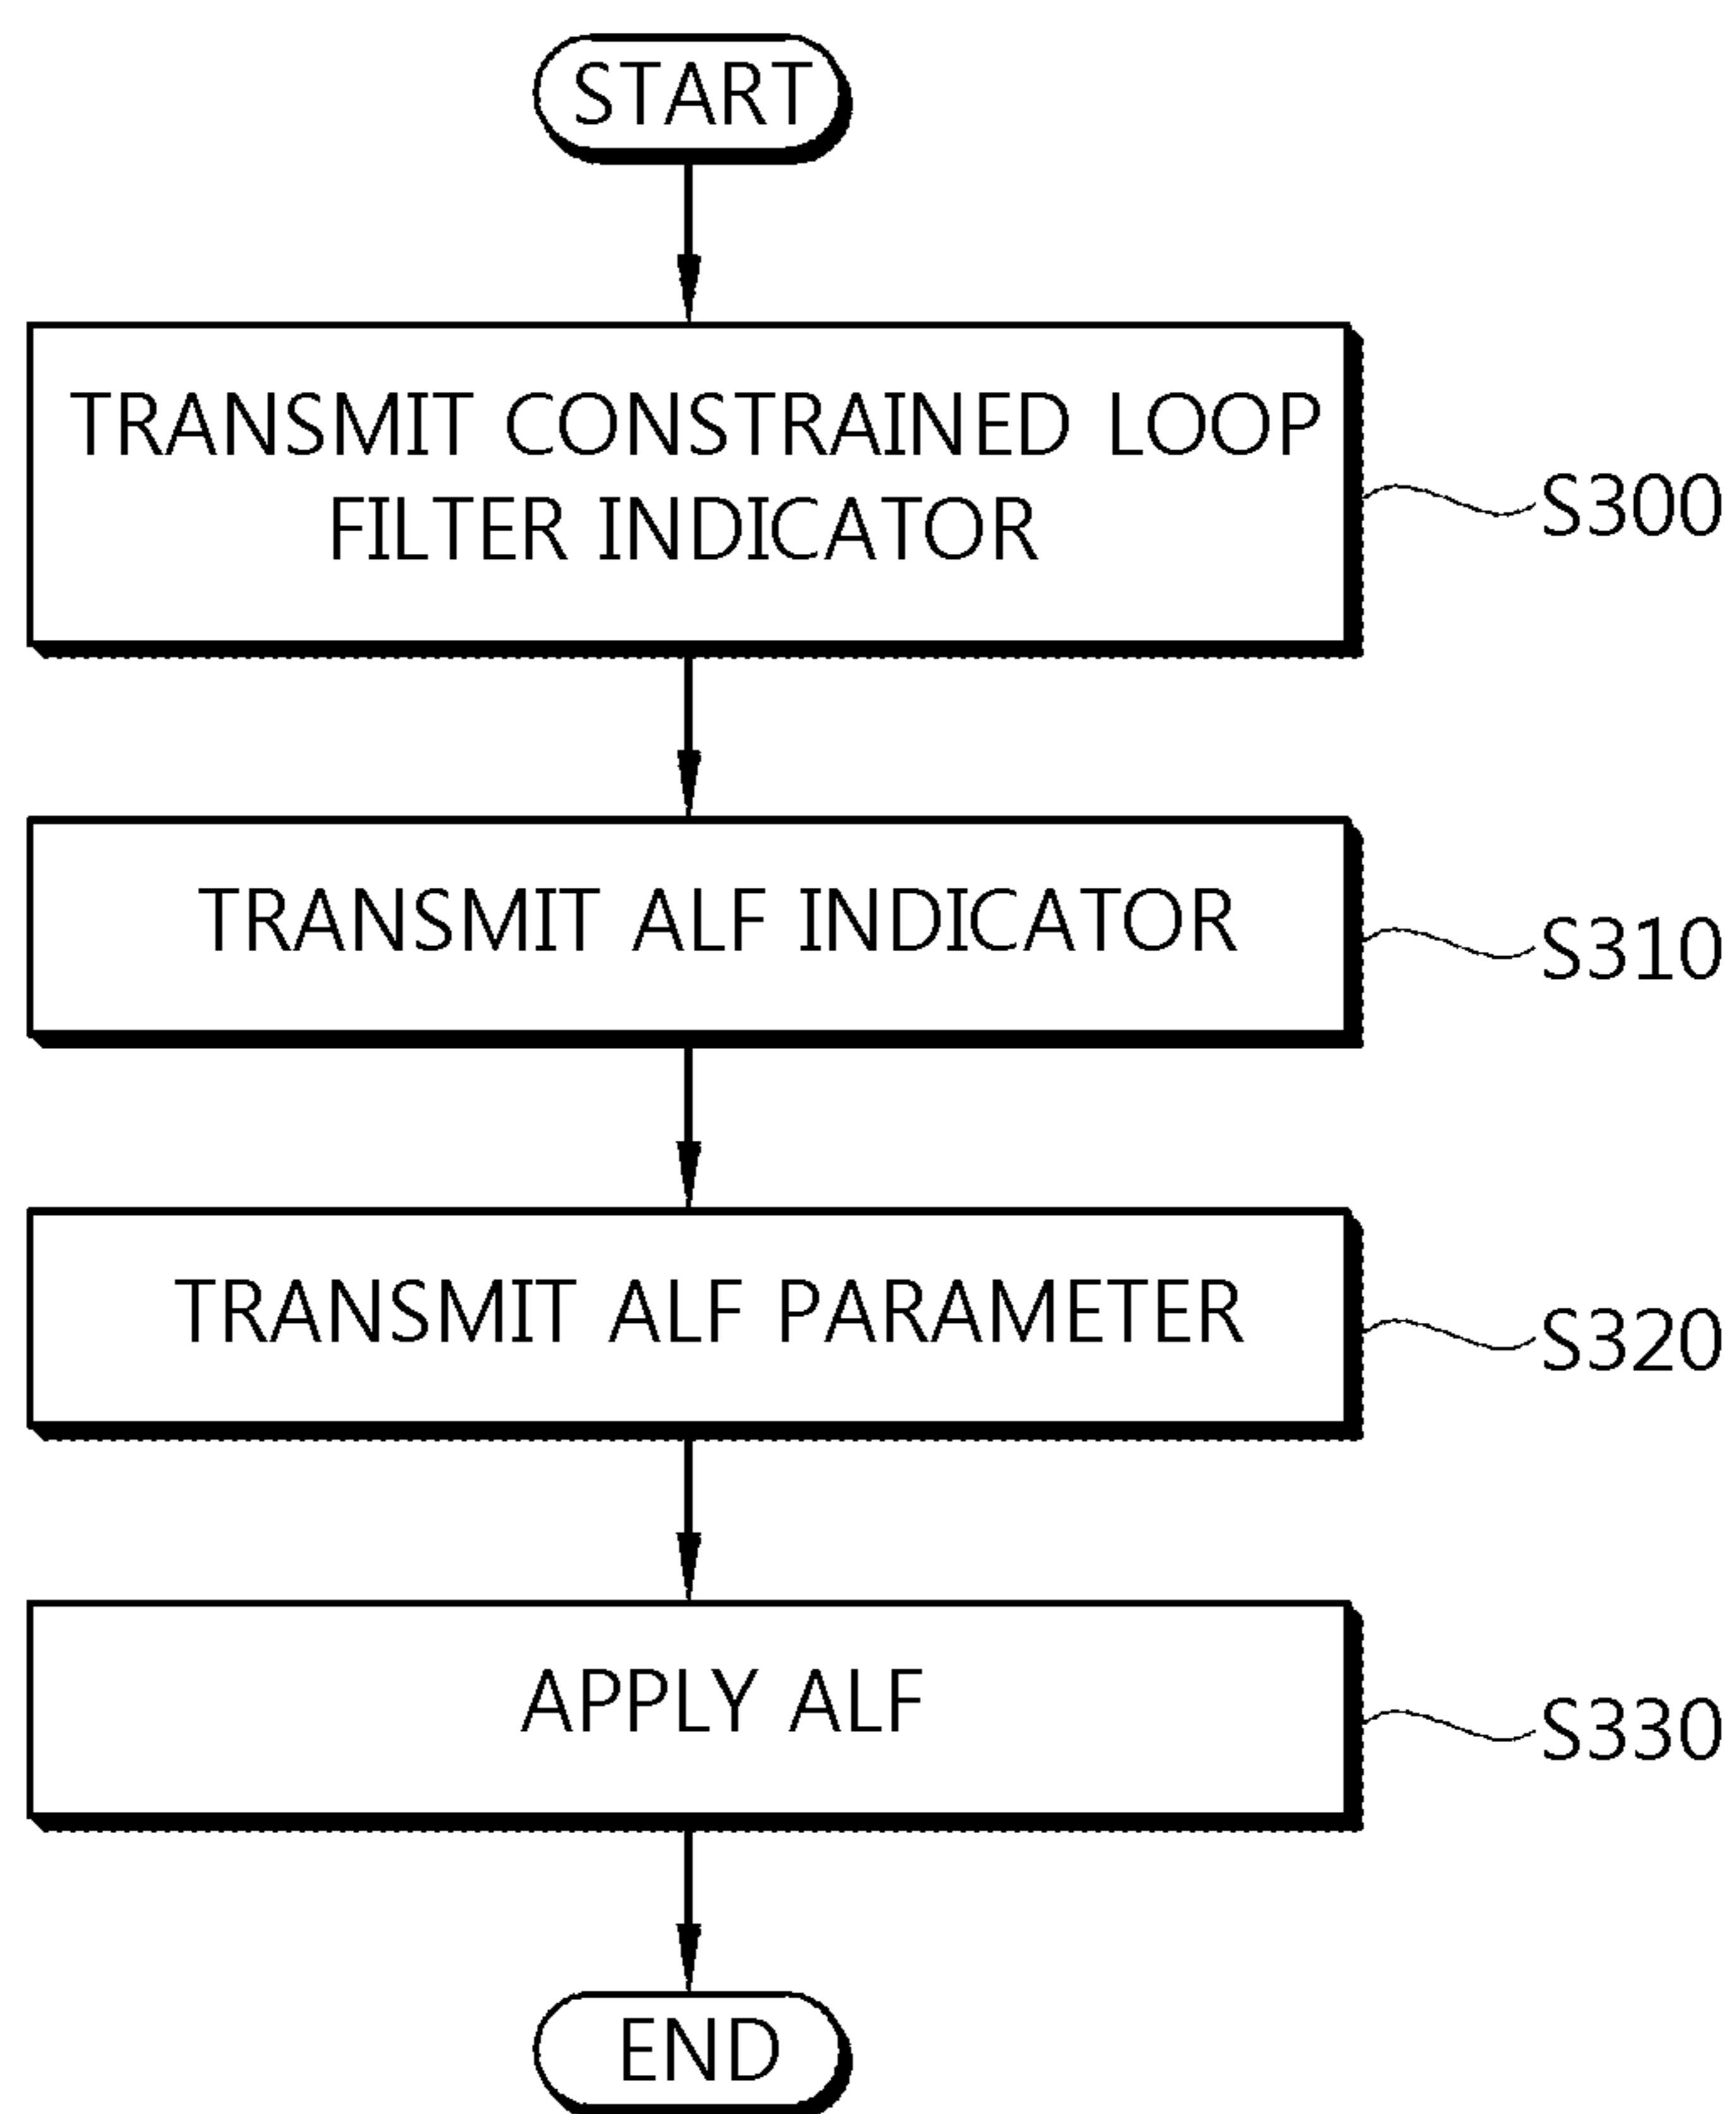 START
TRANSMIT CONSTRAINED LOOP
FILTER INDICATOR
S300
TRANSMIT ALF INDICATOR
S310
TRANSMIT ALF PARAMETER
S320
APPLY ALF
S330
END